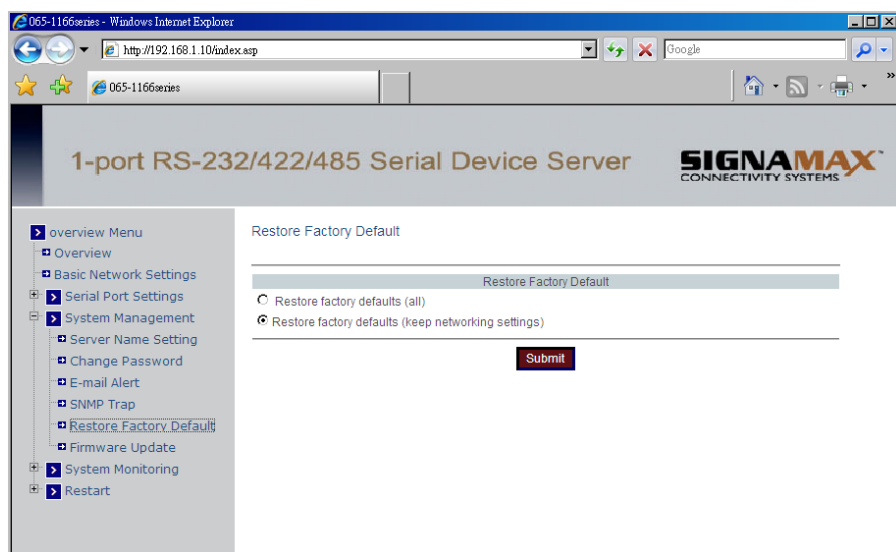 065-1166series - Windows Internet Explorer
http://192.168.1.10/index.asp
Google
065-1166series
1-port RS-232/422/485 Serial Device Server
SIGNAMAX
CONNECTIVITY SYSTEMS
overview Menu
Overview
Basic Network Settings
Serial Port Settings
System Management
Server Name Setting
Change Password
E-mail Alert
SNMP Trap
Restore Factory Default
Firmware Update
System Monitoring
Restart
Restore Factory Default
Restore Factory Default
Restore factory defaults (all)
Restore factory defaults (keep networking settings)
Submit